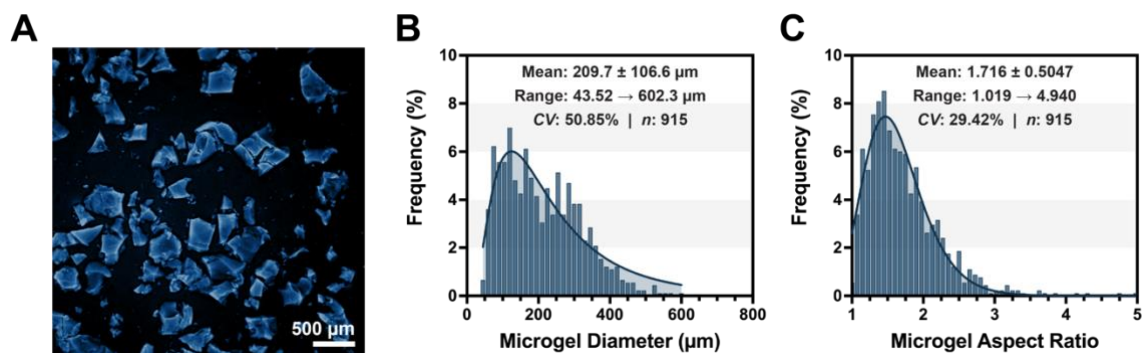 A
500 µm
B
Mean: 209.7 ± 106.6 µm
Range: 43.52 → 602.3 µm
CV: 50.85% | n: 915
Frequency (%)
10
8
6
4
2
0
0 200 400 600 800
Microgel Diameter (µm)
C
Mean: 1.716 ± 0.5047
Range: 1.019 → 4.940
CV: 29.42% | n: 915
Frequency (%)
10
8
6
4
2
0
1 2 3 4 5
Microgel Aspect Ratio